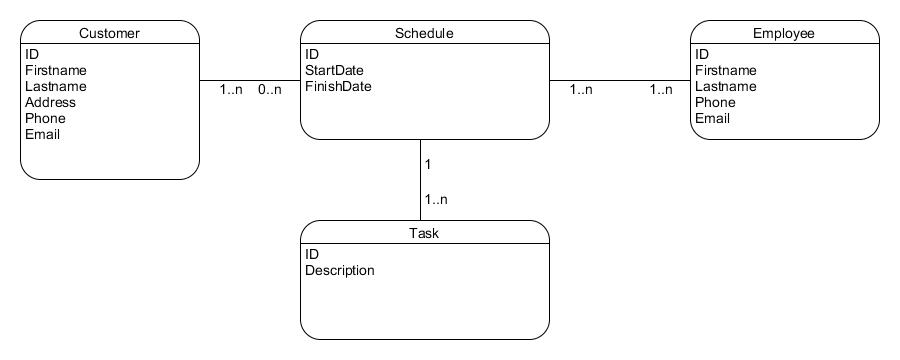 Customer
ID
Firstname
Lastname
Address
Phone
Email
1..n
0..n
Schedule
ID
StartDate
FinishDate
1..n
1..n
Employee
ID
Firstname
Lastname
Phone
Email
1
1..n
Task
ID
Description